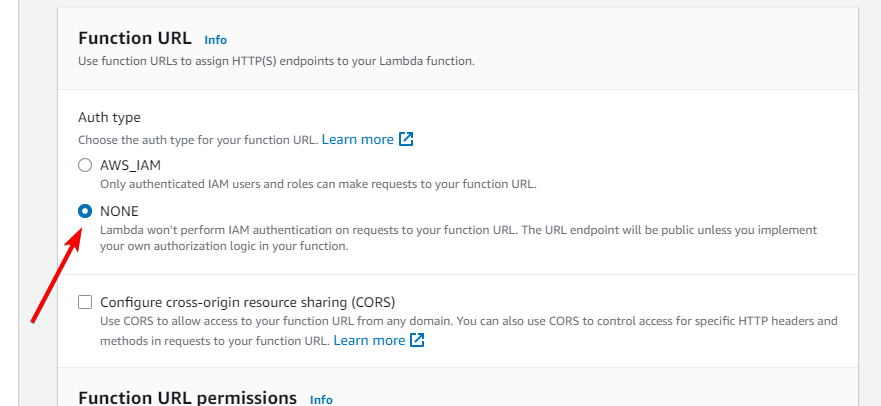 Function URL Info
Use function URLs to assign HTTP(S) endpoints to your Lambda function.
Auth type
Choose the auth type for your function URL. Learn more
AWS_IAM
Only authenticated IAM users and roles can make requests to your function URL.
NONE
Lambda won't perform IAM authentication on requests to your function URL. The URL endpoint will be public unless you implement
your own authorization logic in your function.
Configure cross-origin resource sharing (CORS)
Use CORS to allow access to your function URL from any domain. You can also use CORS to control access for specific HTTP headers and
methods in requests to your function URL. Learn more
Function URL permissions Info